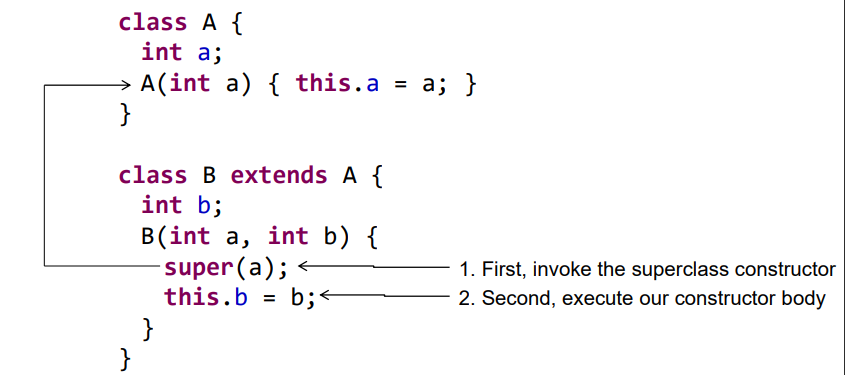 class A {
int a;
A(int a) { this.a = a; }
}
class B extends A {
int b;
B(int a, int b) {
super(a);
1. First, invoke the superclass constructor
this.b = b;
2. Second, execute our constructor body
}
}